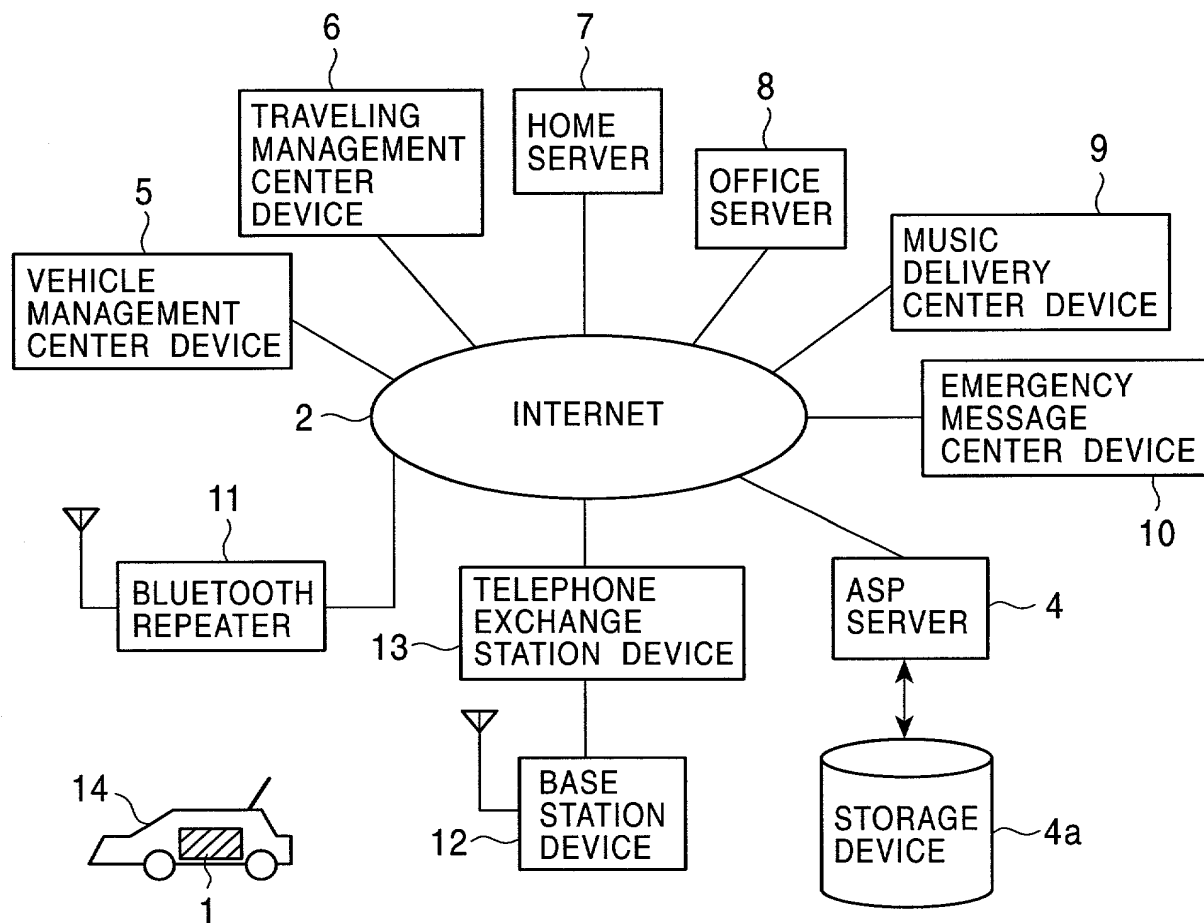 6
TRAVELING
MANAGEMENT
CENTER
DEVICE
7
HOME
SERVER
8
OFFICE
SERVER
9
MUSIC
DELIVERY
CENTER DEVICE
5
VEHICLE
MANAGEMENT
CENTER DEVICE
2
INTERNET
EMERGENCY
MESSAGE
CENTER DEVICE
10
11
BLUETOOTH
REPEATER
TELEPHONE
EXCHANGE
STATION DEVICE
13
ASP
SERVER
4
BASE
STATION
DEVICE
12
STORAGE
DEVICE
4a
14
1